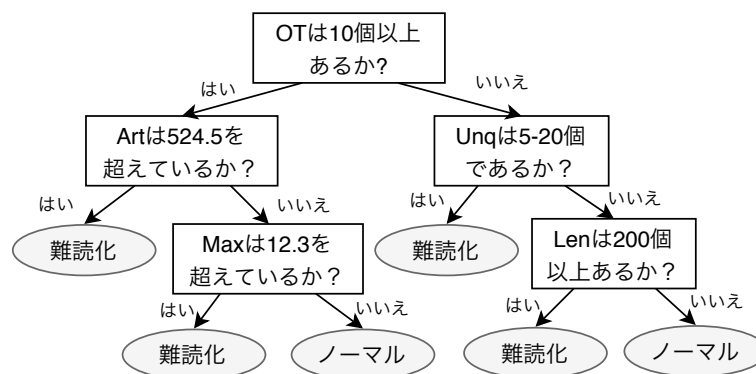 OTは10個以上
あるか?
はい
いいえ
Artは524.5を
超えているか？
Unqは5-20個
であるか？
はい
いいえ
はい
いいえ
難読化
Maxは12.3を
超えているか？
難読化
Lenは200個
以上あるか？
はい
いいえ
はい
いいえ
難読化
ノーマル
難読化
ノーマル